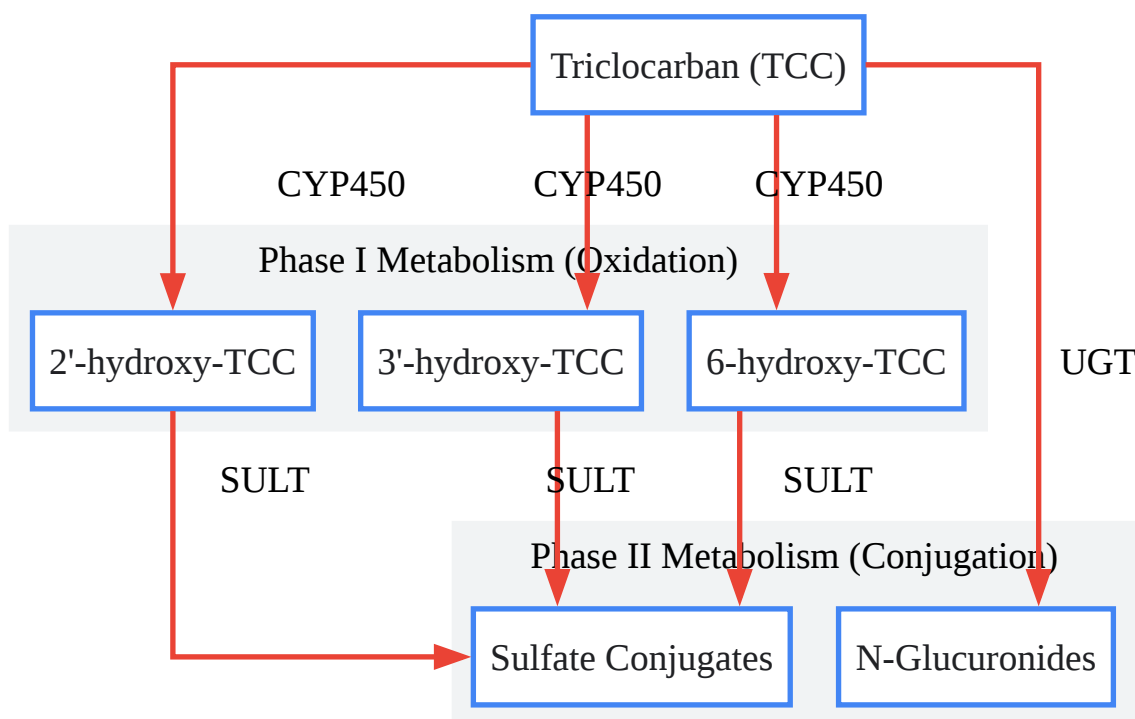 Triclocarban (TCC)
CYP450
CYP450
CYP450
Phase I Metabolism (Oxidation)
2'-hydroxy-TCC
3'-hydroxy-TCC
6-hydroxy-TCC
UGT
SULT
SULT
SULT
Phase II Metabolism (Conjugation)
Sulfate Conjugates
N-Glucuronides